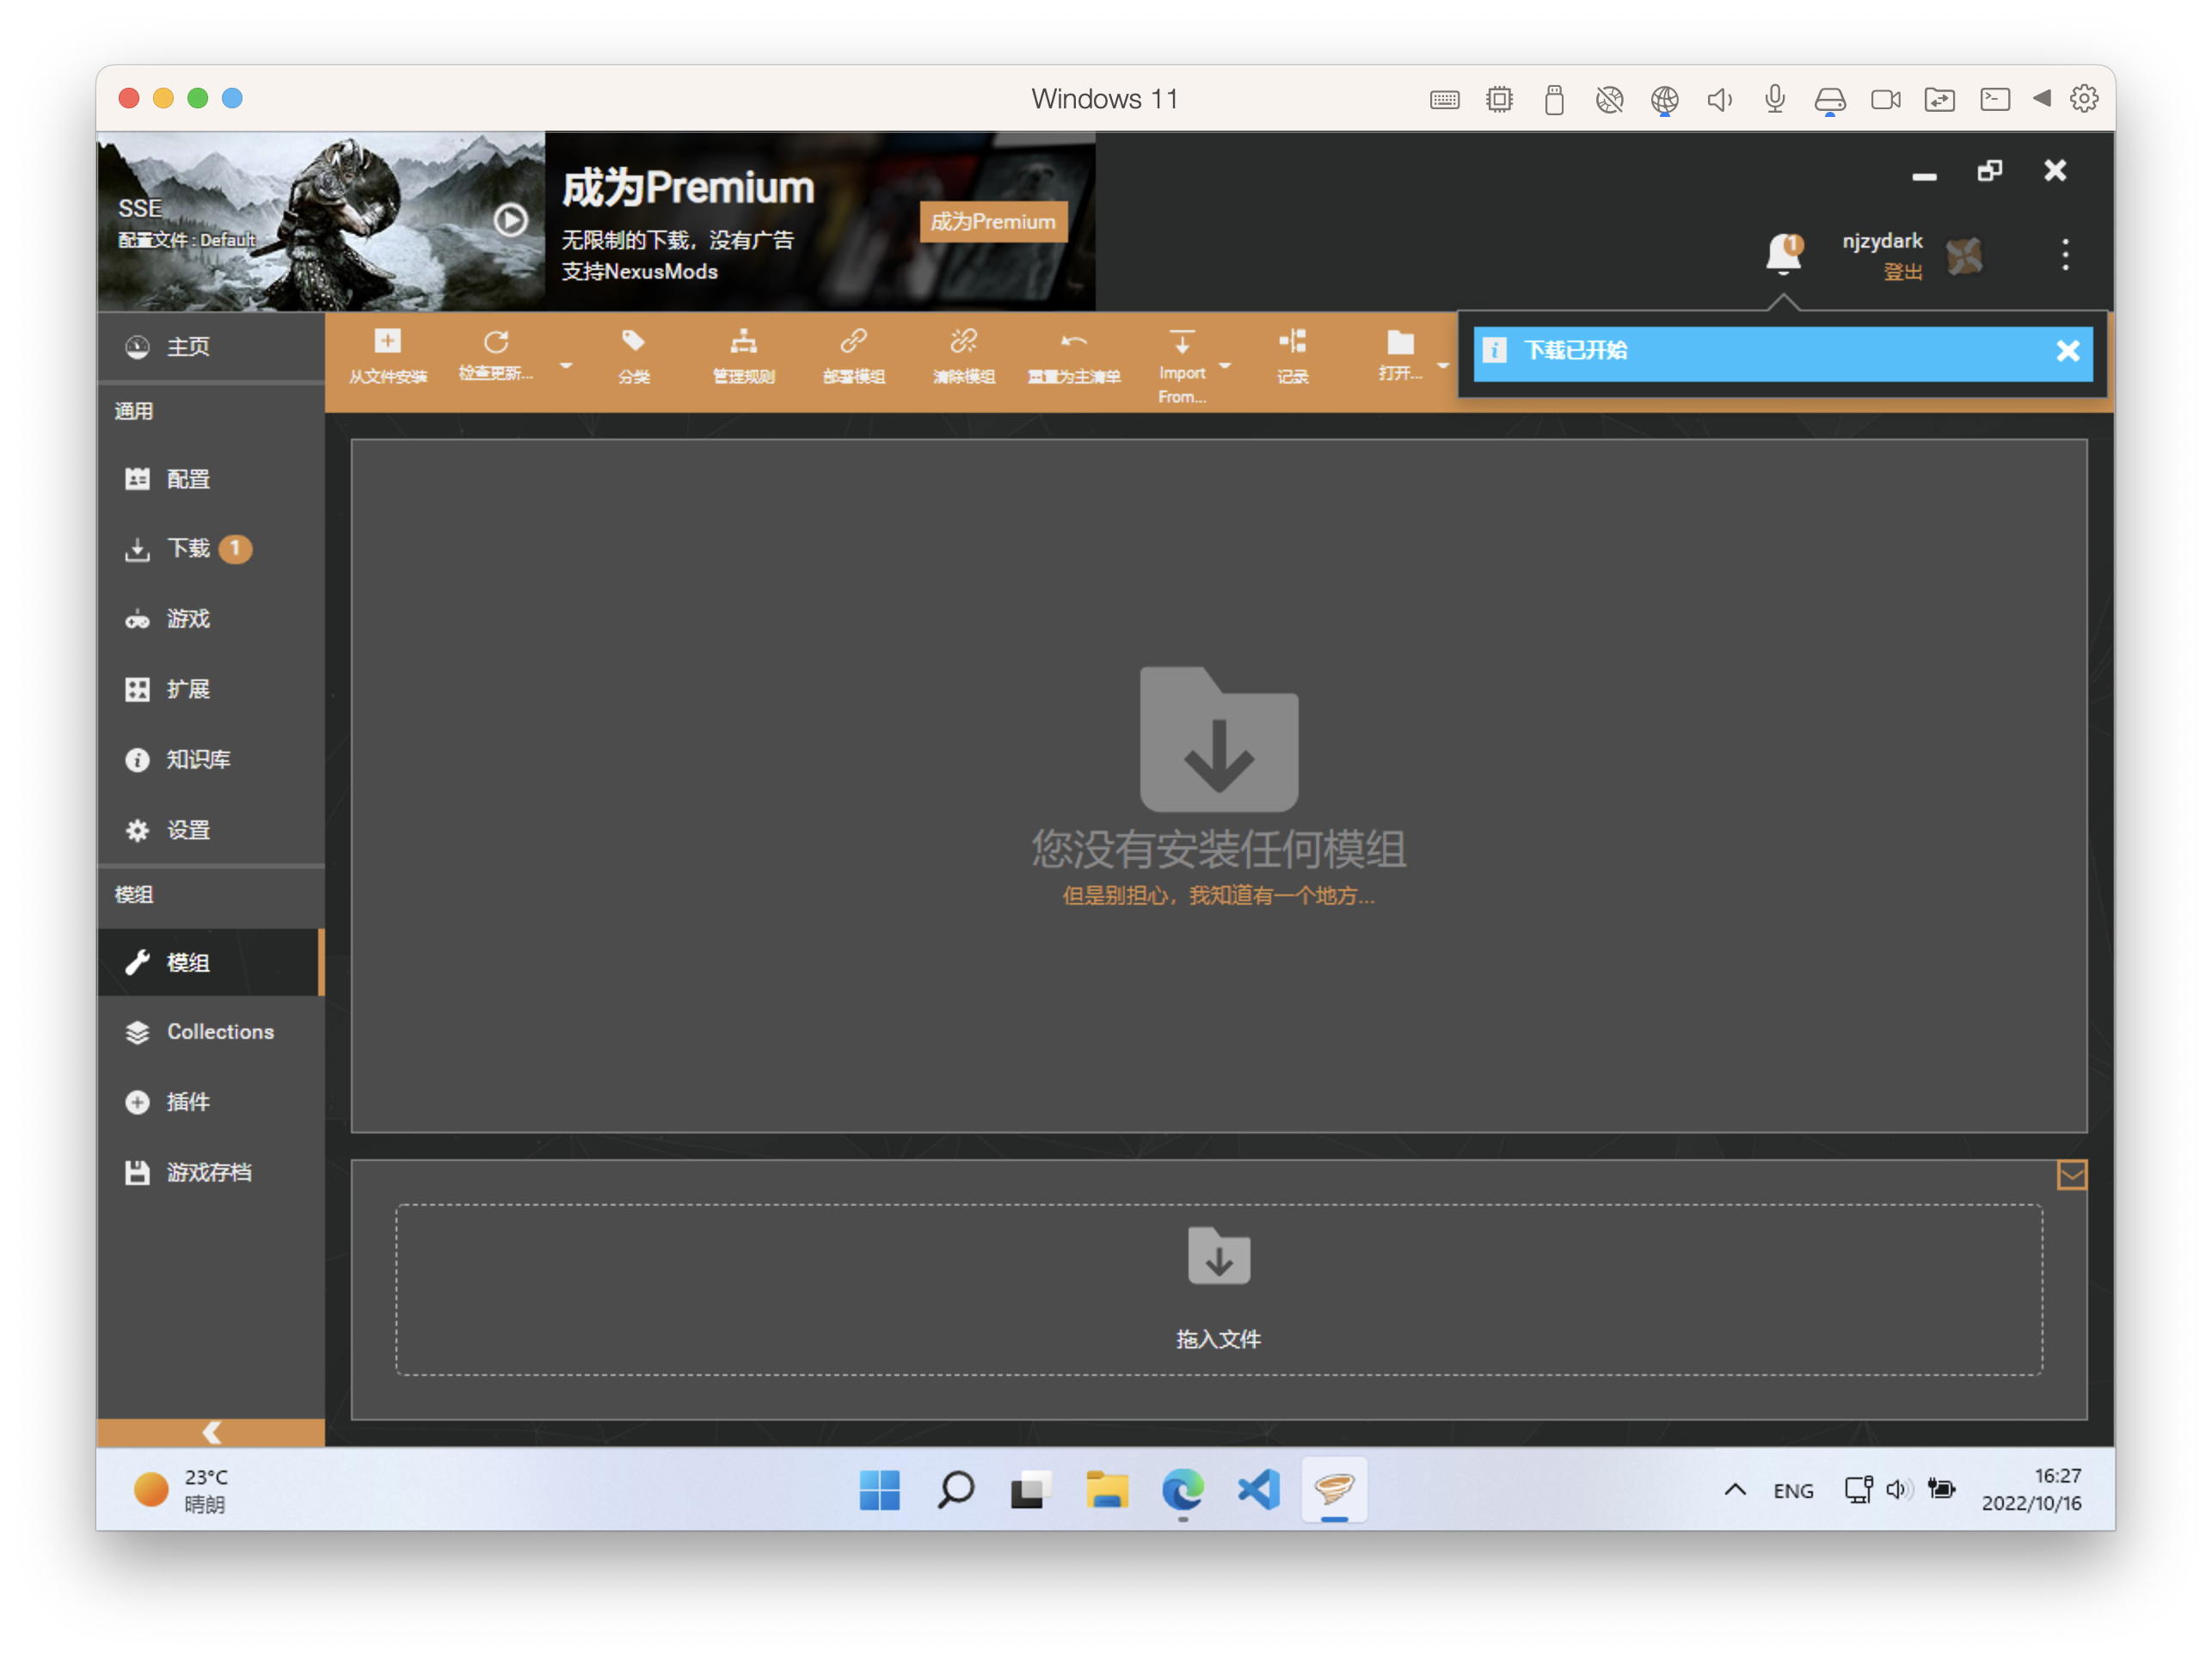 Windows 11
SSE
配置文件 : Default
成为Premium
无限制的下载，没有广告
支持NexusMods
成为Premium
1
njzydark
登出
下载已开始
主页
从文件安装
检查更新...
分类
管理规则
部署模组
清除模组
重置为主清单
Import
From...
记录
打开...
通用
配置
下载 1
游戏
扩展
知识库
设置
您没有安装任何模组
但是别担心，我知道有一个地方...
模组
模组
Collections
插件
游戏存档
拖入文件
23°C
晴朗
ENG
16:27
2022/10/16